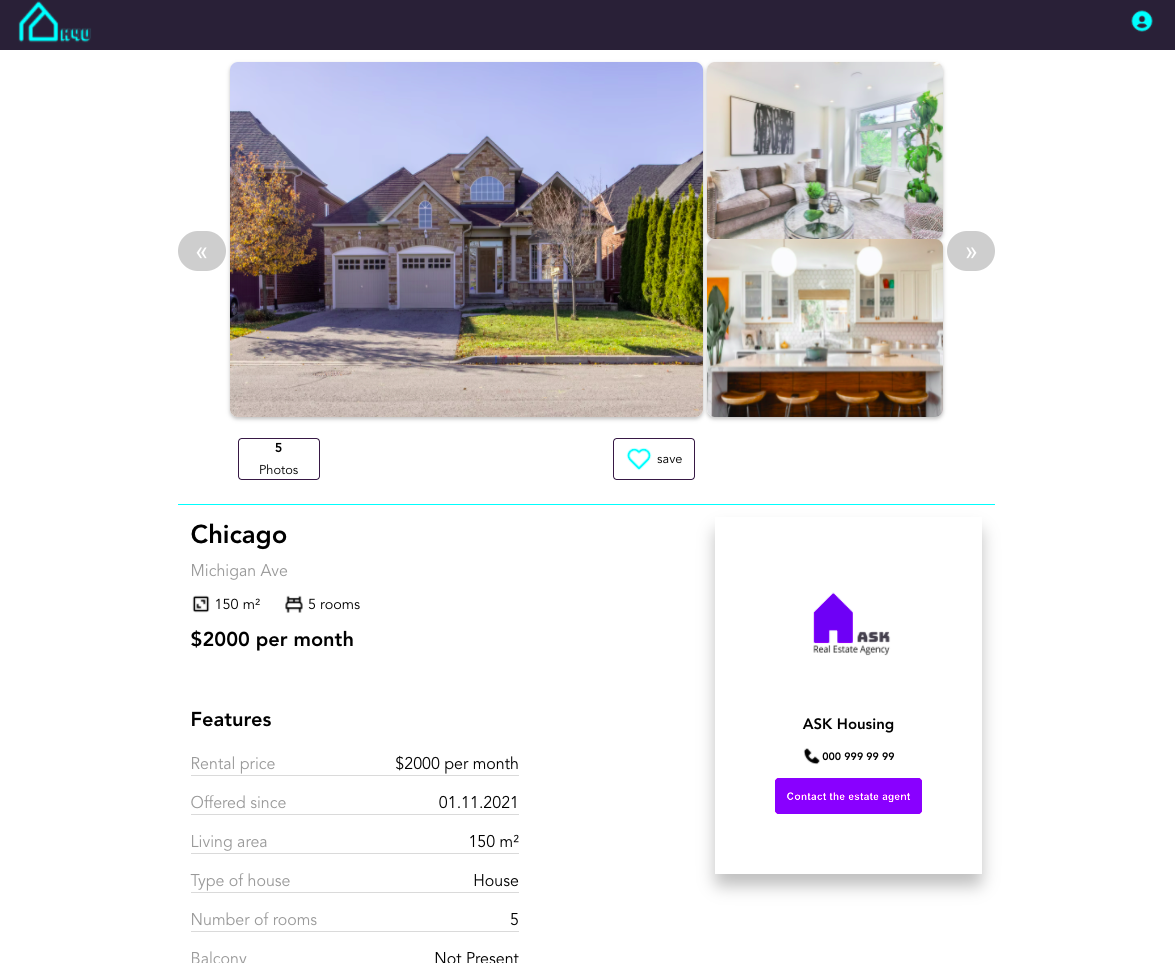 H4U
«
»
5
Photos
save
Chicago
Michigan Ave
150 m²
5 rooms
$2000 per month
ASK
Real Estate Agency
ASK Housing
000 999 99 99
Contact the estate agent
Features
Rental price
$2000 per month
Offered since
01.11.2021
Living area
150 m²
Type of house
House
Number of rooms
5
Balcony
Not Present